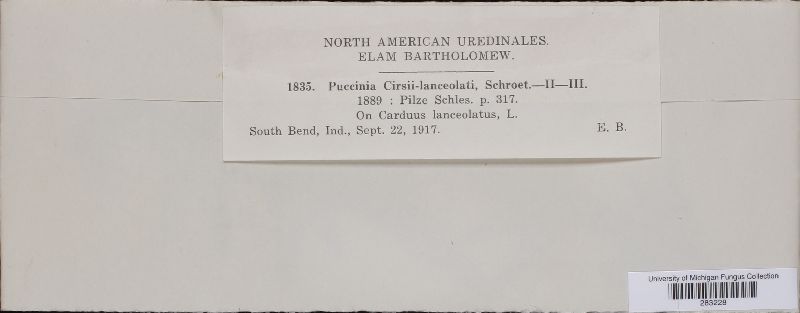 NORTH AMERICAN UREDINALES.
ELAM BARTHOLOMEW.
1835. Puccinia Cirsii-lanceolati, Schroet.—II—III.
1889 : Pilze Schles. p. 317.
On Carduus lanceolatus, L.
South Bend, Ind., Sept. 22, 1917. E. B.
University of Michigan Fungus Collection
283228